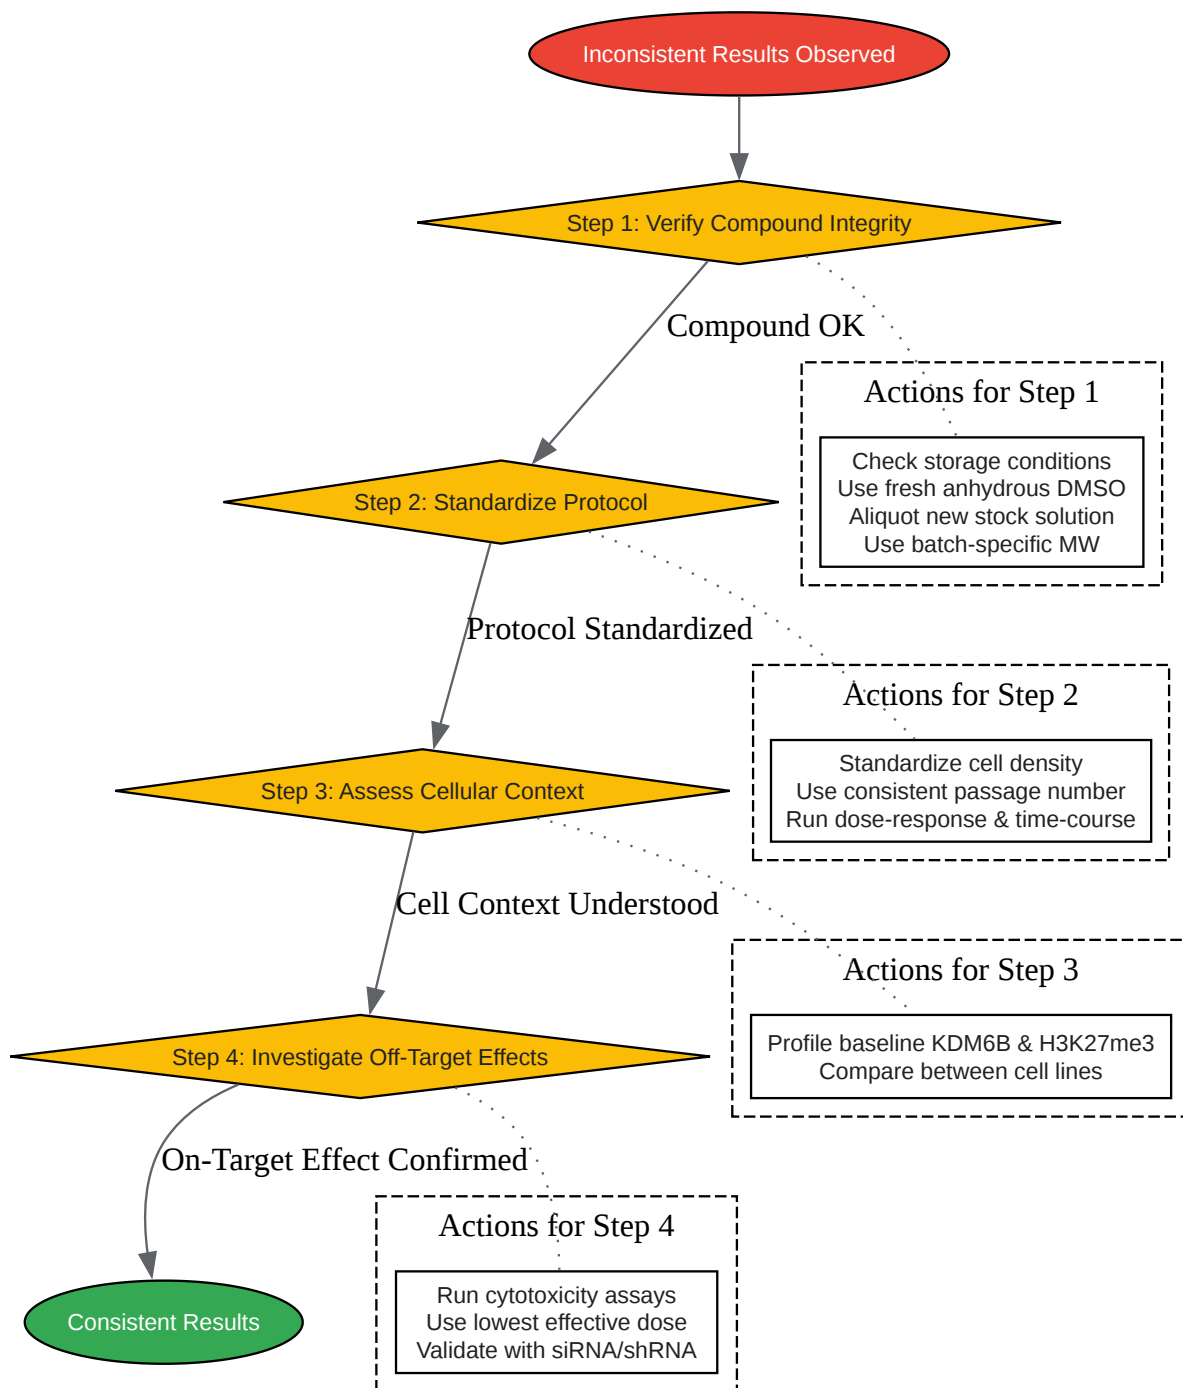 Inconsistent Results Observed
Step 1: Verify Compound Integrity
Compound OK
Actions for Step 1
Check storage conditions
Use fresh anhydrous DMSO
Aliquot new stock solution
Use batch-specific MW
Step 2: Standardize Protocol
Protocol Standardized
Actions for Step 2
Standardize cell density
Use consistent passage number
Run dose-response & time-course
Step 3: Assess Cellular Context
Cell Context Understood
Actions for Step 3
Profile baseline KDM6B & H3K27me3
Compare between cell lines
Step 4: Investigate Off-Target Effects
On-Target Effect Confirmed
Actions for Step 4
Run cytotoxicity assays
Use lowest effective dose
Validate with siRNA/shRNA
Consistent Results